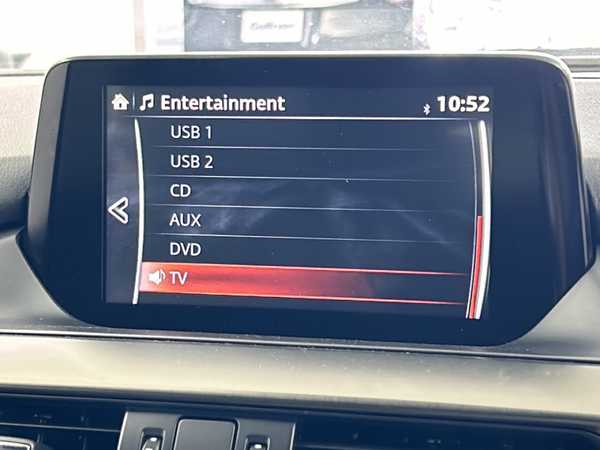 Entertainment
10:52
USB 1
USB 2
CD
AUX
DVD
TV